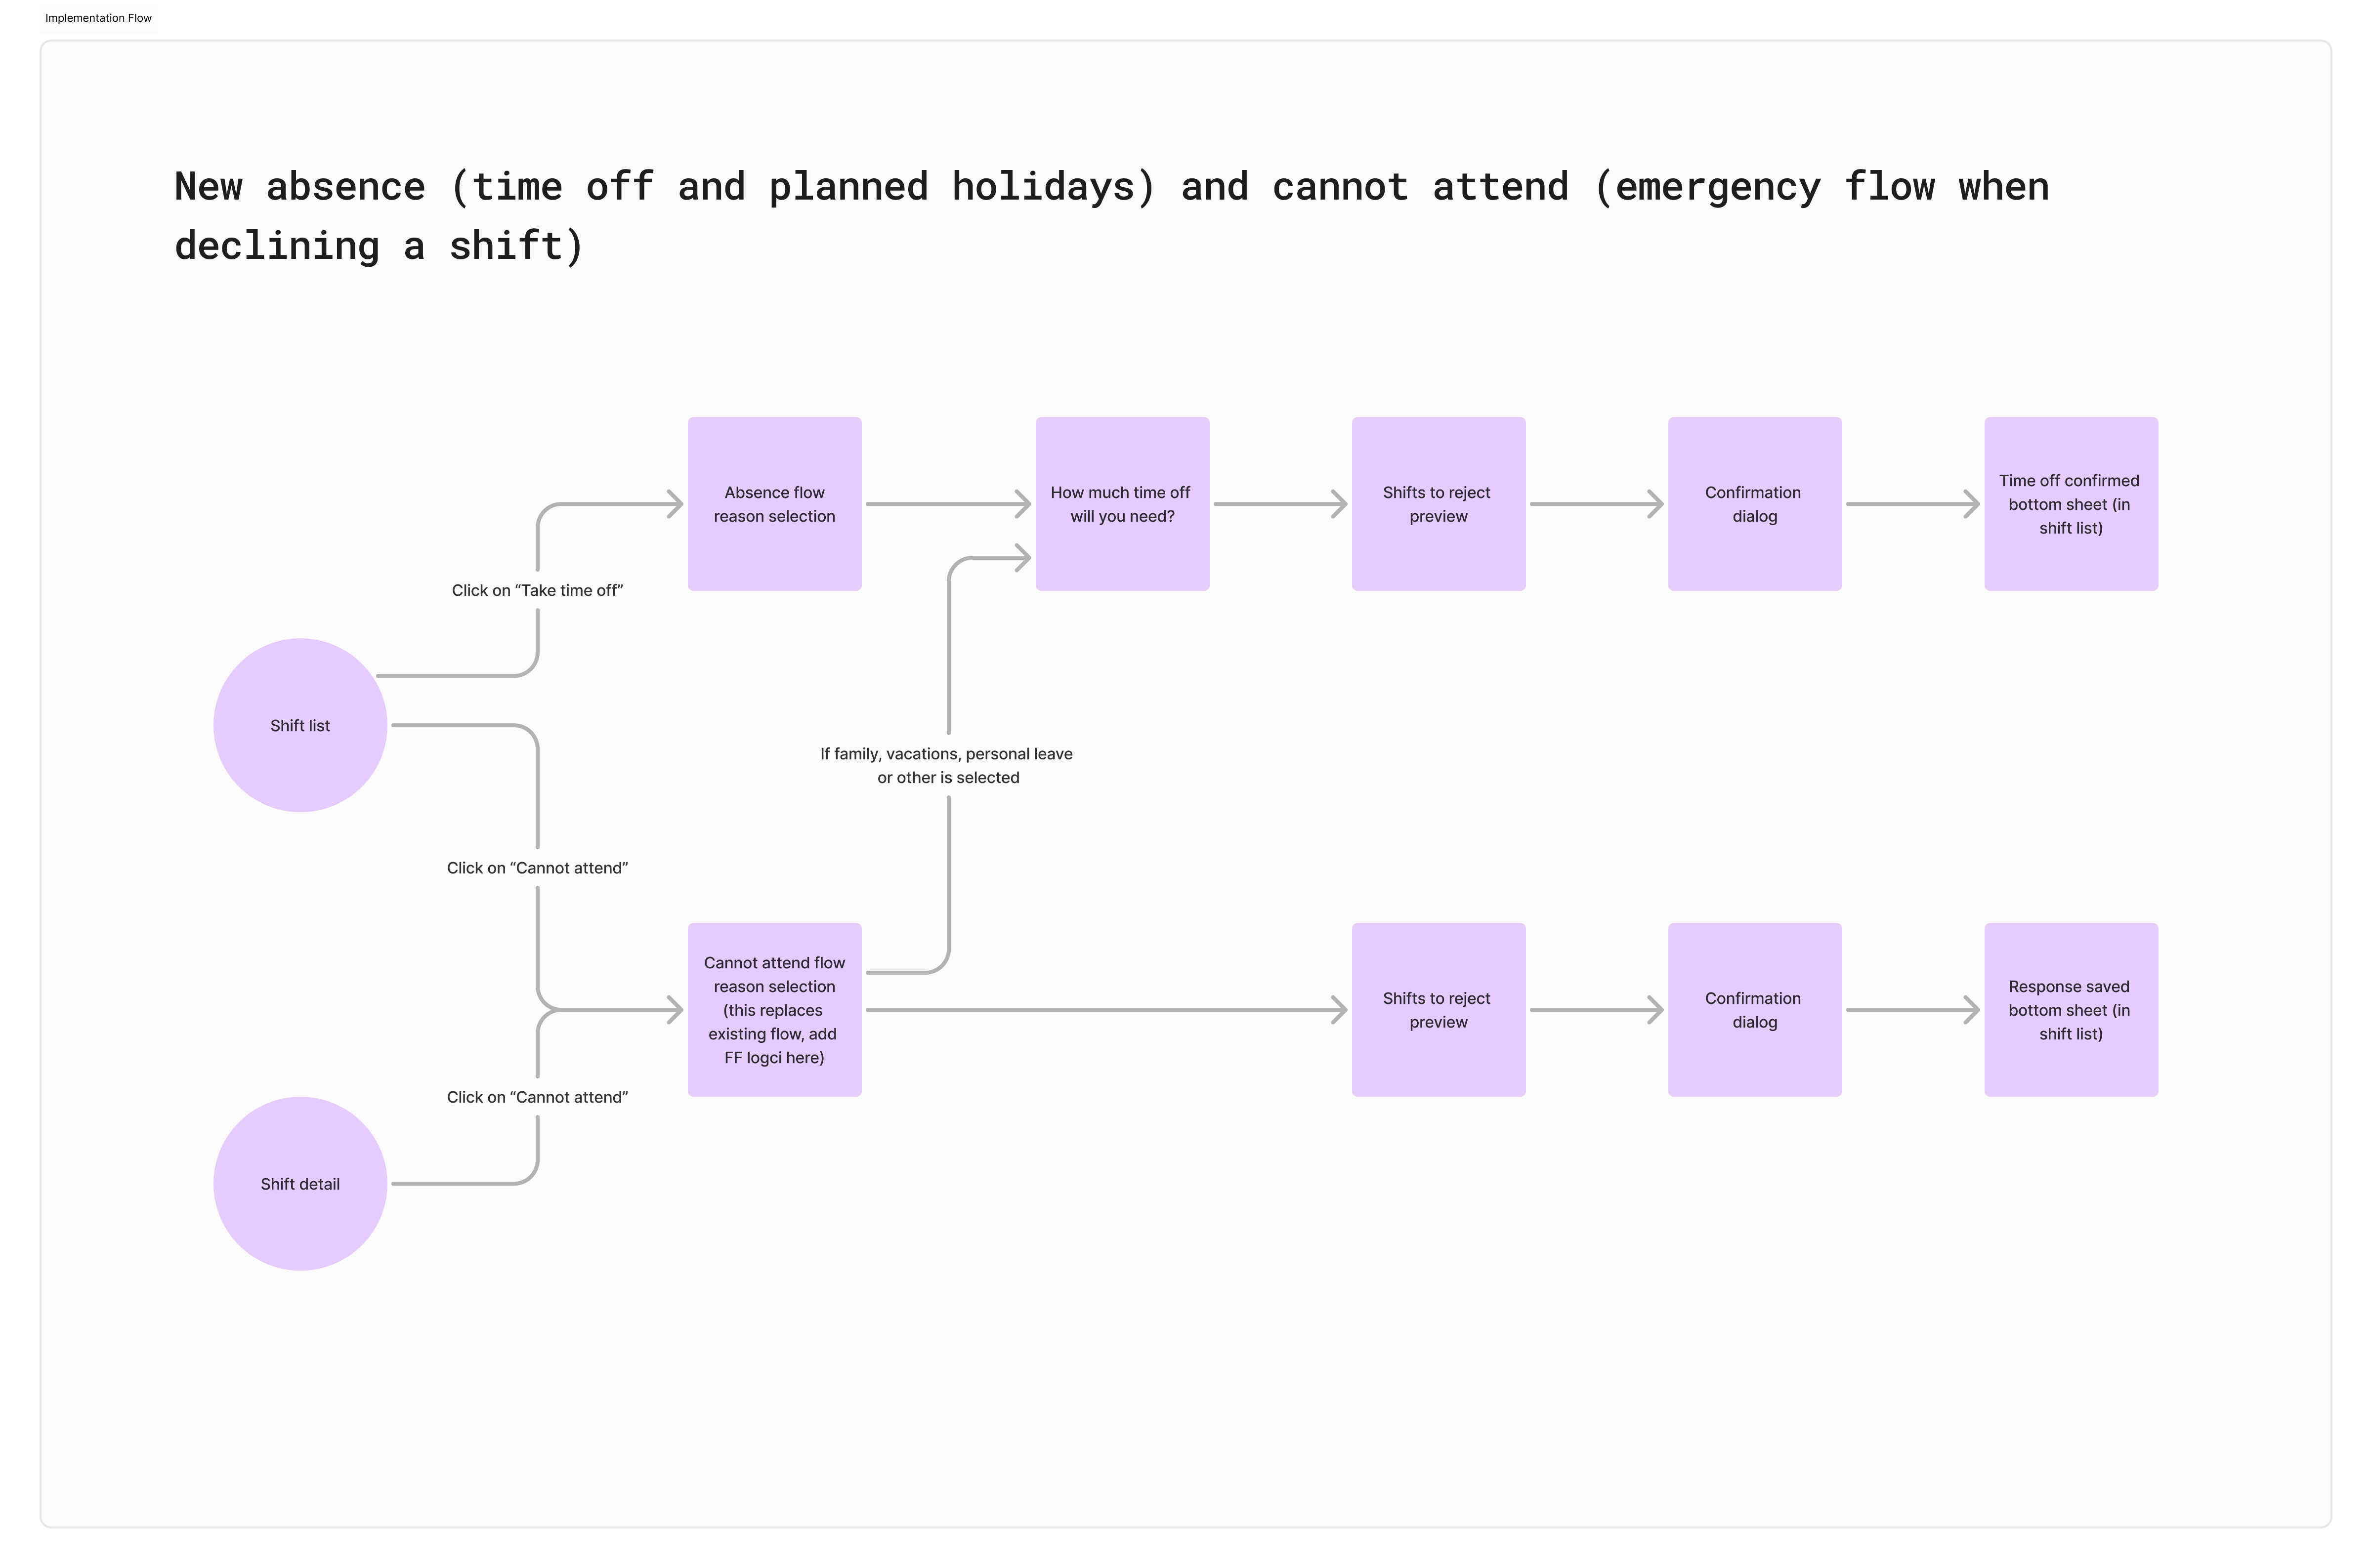 Implementation Flow
New absence (time off and planned holidays) and cannot attend (emergency flow when
declining a shift)
Absence flow
reason selection
How much time off
will you need?
Shifts to reject
preview
Confirmation
dialog
Time off confirmed
bottom sheet (in
shift list)
Click on “Take time off”
Shift list
If family, vacations, personal leave
or other is selected
Click on “Cannot attend”
Cannot attend flow
reason selection
(this replaces
existing flow, add
FF logci here)
Shifts to reject
preview
Confirmation
dialog
Response saved
bottom sheet (in
shift list)
Click on “Cannot attend”
Shift detail